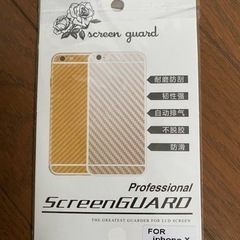 screen guard
耐磨防刮
韧性强
自动排气
不脱胶
防滑
Professional
ScreenGUARD
THE GREATEST GUARDER FOR LCD SCREEN
FOR
iphone X